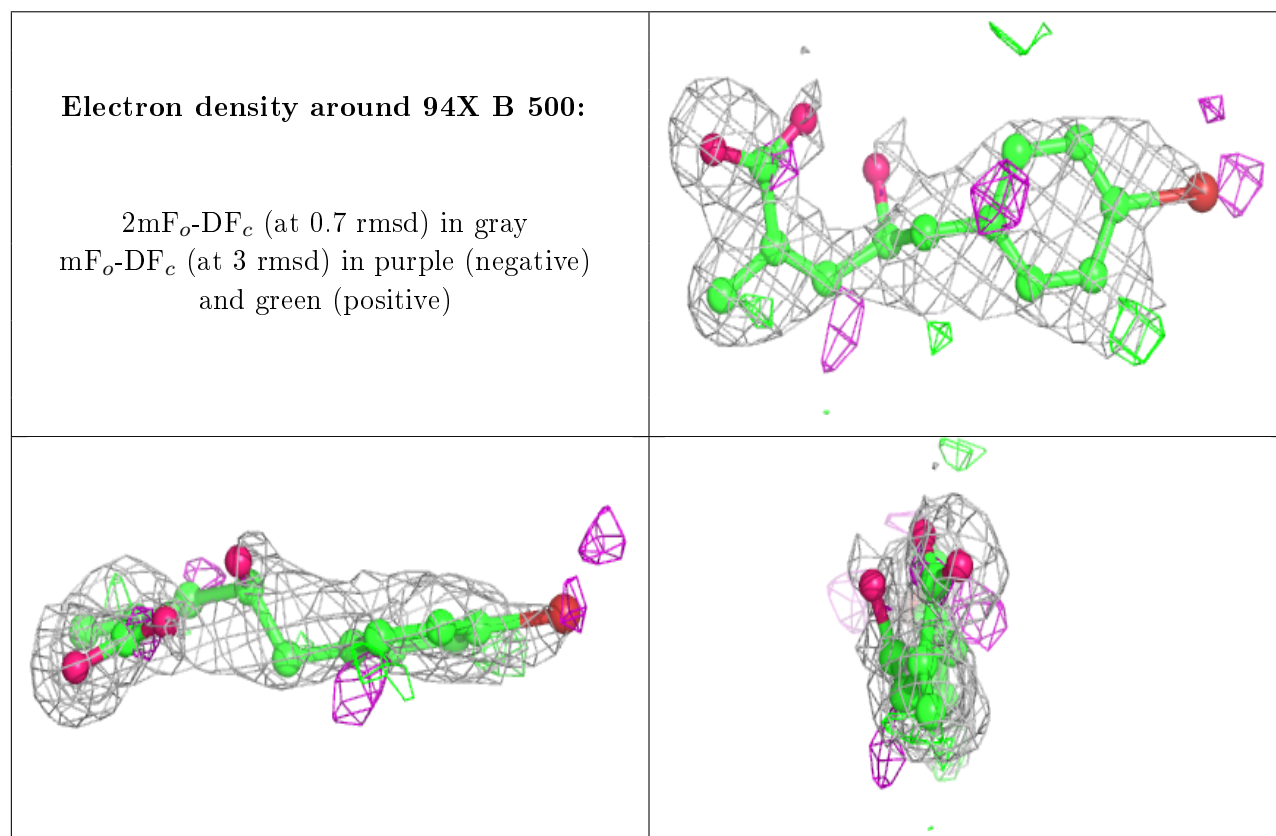 Electron density around 94X B 500:
2mFo-DFc (at 0.7 rmsd) in gray
mFo-DFc (at 3 rmsd) in purple (negative)
and green (positive)